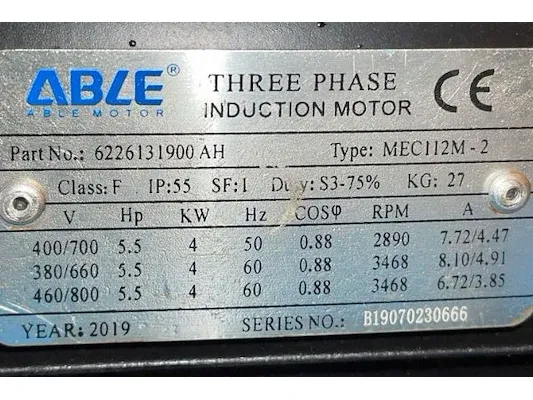 ABLE®
ABLE MOTOR
THREE PHASE
INDUCTION MOTOR
CE
Part No.: 6226131900 AH Type: MEC112M-2
Class: F IP:55 SF:1 Duty: S3-75% KG: 27
V Hp KW Hz COSφ RPM A
400/700 5.5 4 50 0.88 2890 7.72/4.47
380/660 5.5 4 60 0.88 3468 8.10/4.91
460/800 5.5 4 60 0.88 3468 6.72/3.85
YEAR: 2019 SERIES NO.: B19070230666